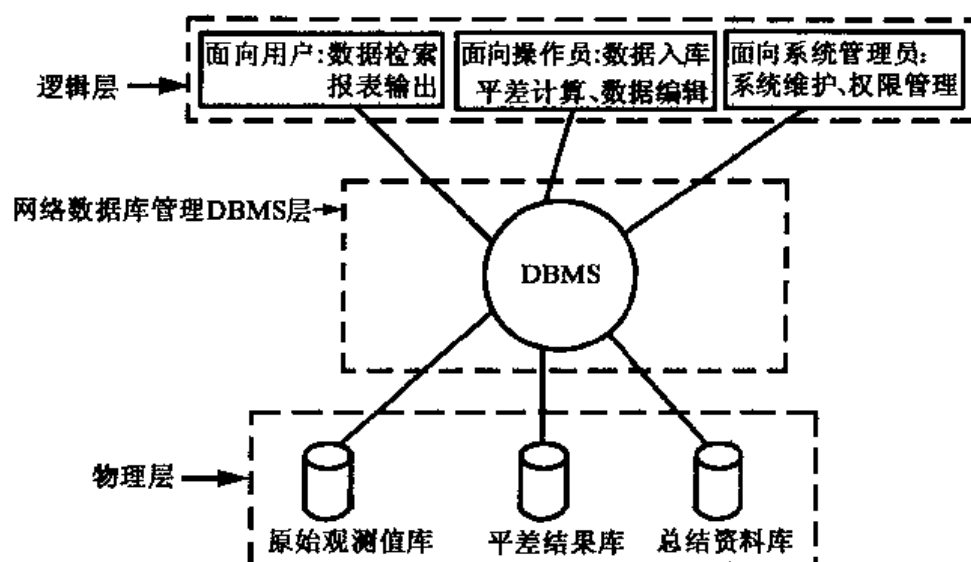 面向用户:数据检索
报表输出
面向操作员:数据入库
平差计算、数据编辑
面向系统管理员:
系统维护、权限管理
逻辑层
网络数据库管理DBMS层
DBMS
物理层
原始观测值库
平差结果库
总结资料库